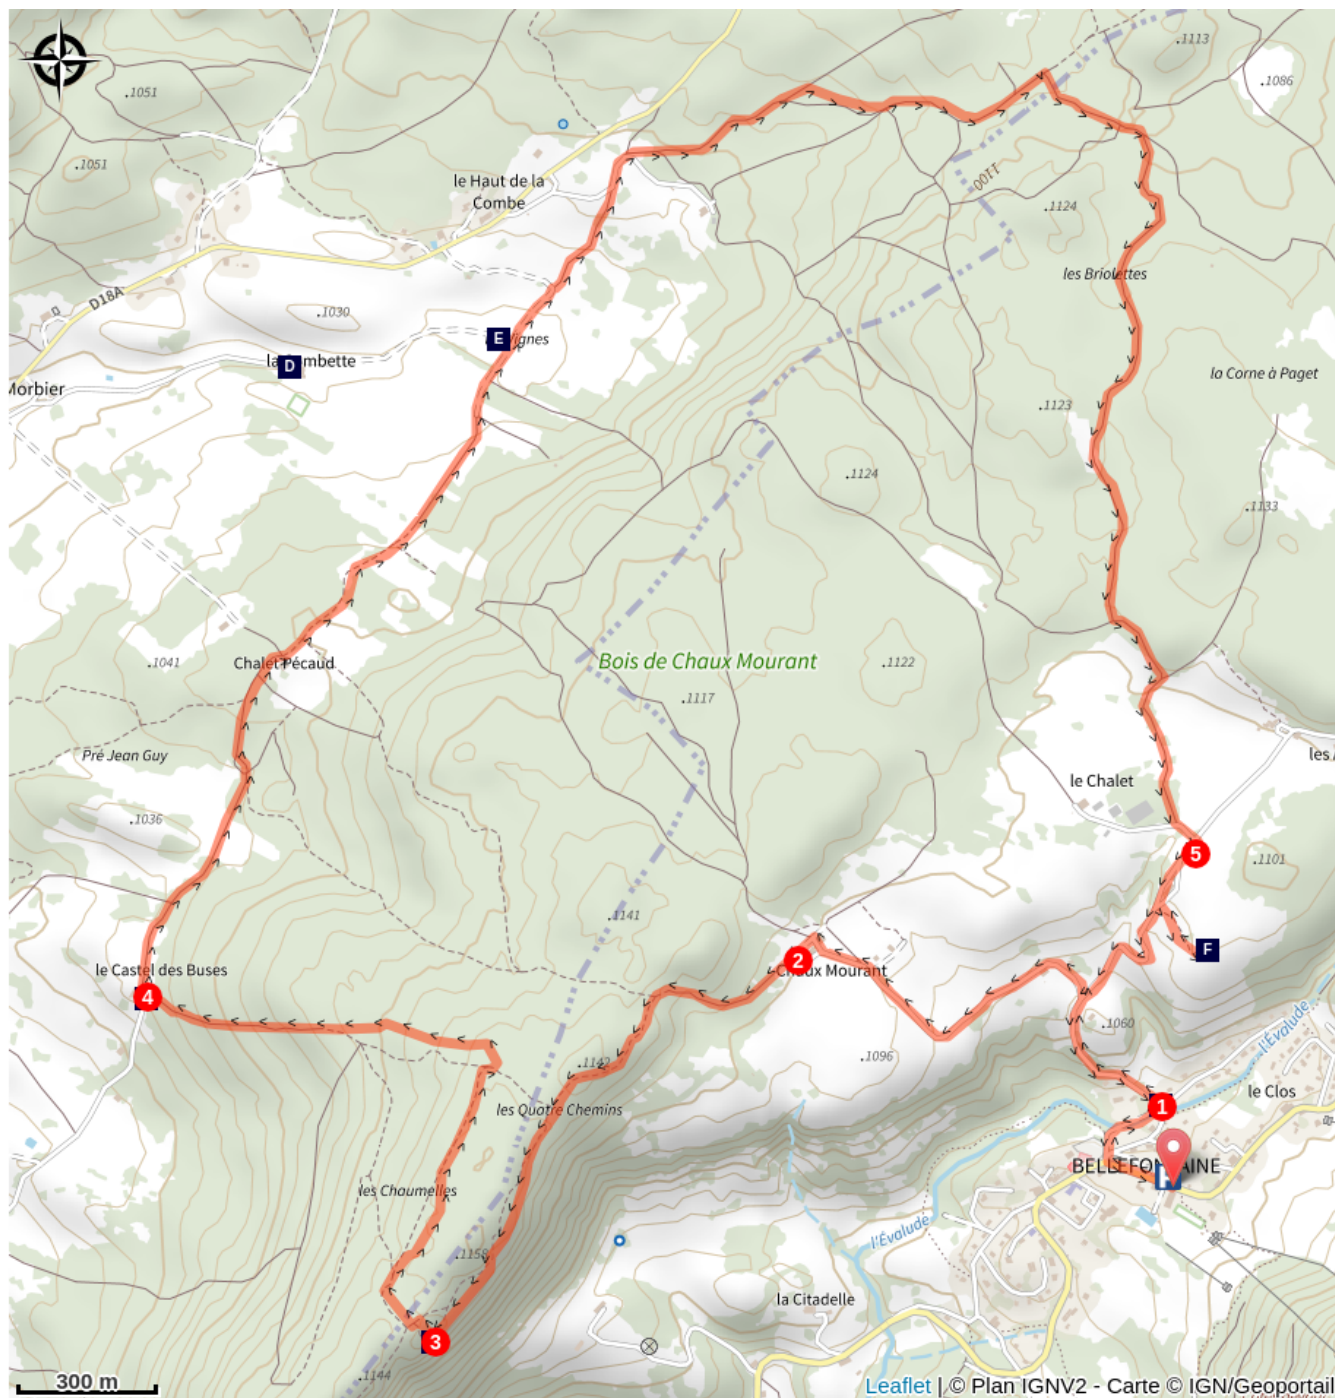 .1113
.1086
.1051
.1051
le Haut de la
Combe
1100
.1124
les Briolettes
D18A
.1030
E
Vignes
D
Morbier
la Corne à Paget
.1123
.1124
.1133
Bois de Chaux Mourant
.1122
.1117
.1041
Chalet Pécaud
Pré Jean Guy
les
le Chalet
.1036
5
.1101
.1141
F
2
le Castel des Buses
4
.1060
l'Évalude
.1142
.1096
les Quatre Chemins
1
le Clos
les Chaumelles
.1158
l'Évalude
la Citadelle
3
.1144
300 m
Leaflet | © Plan IGNV2 - Carte © IGN/Geoportail